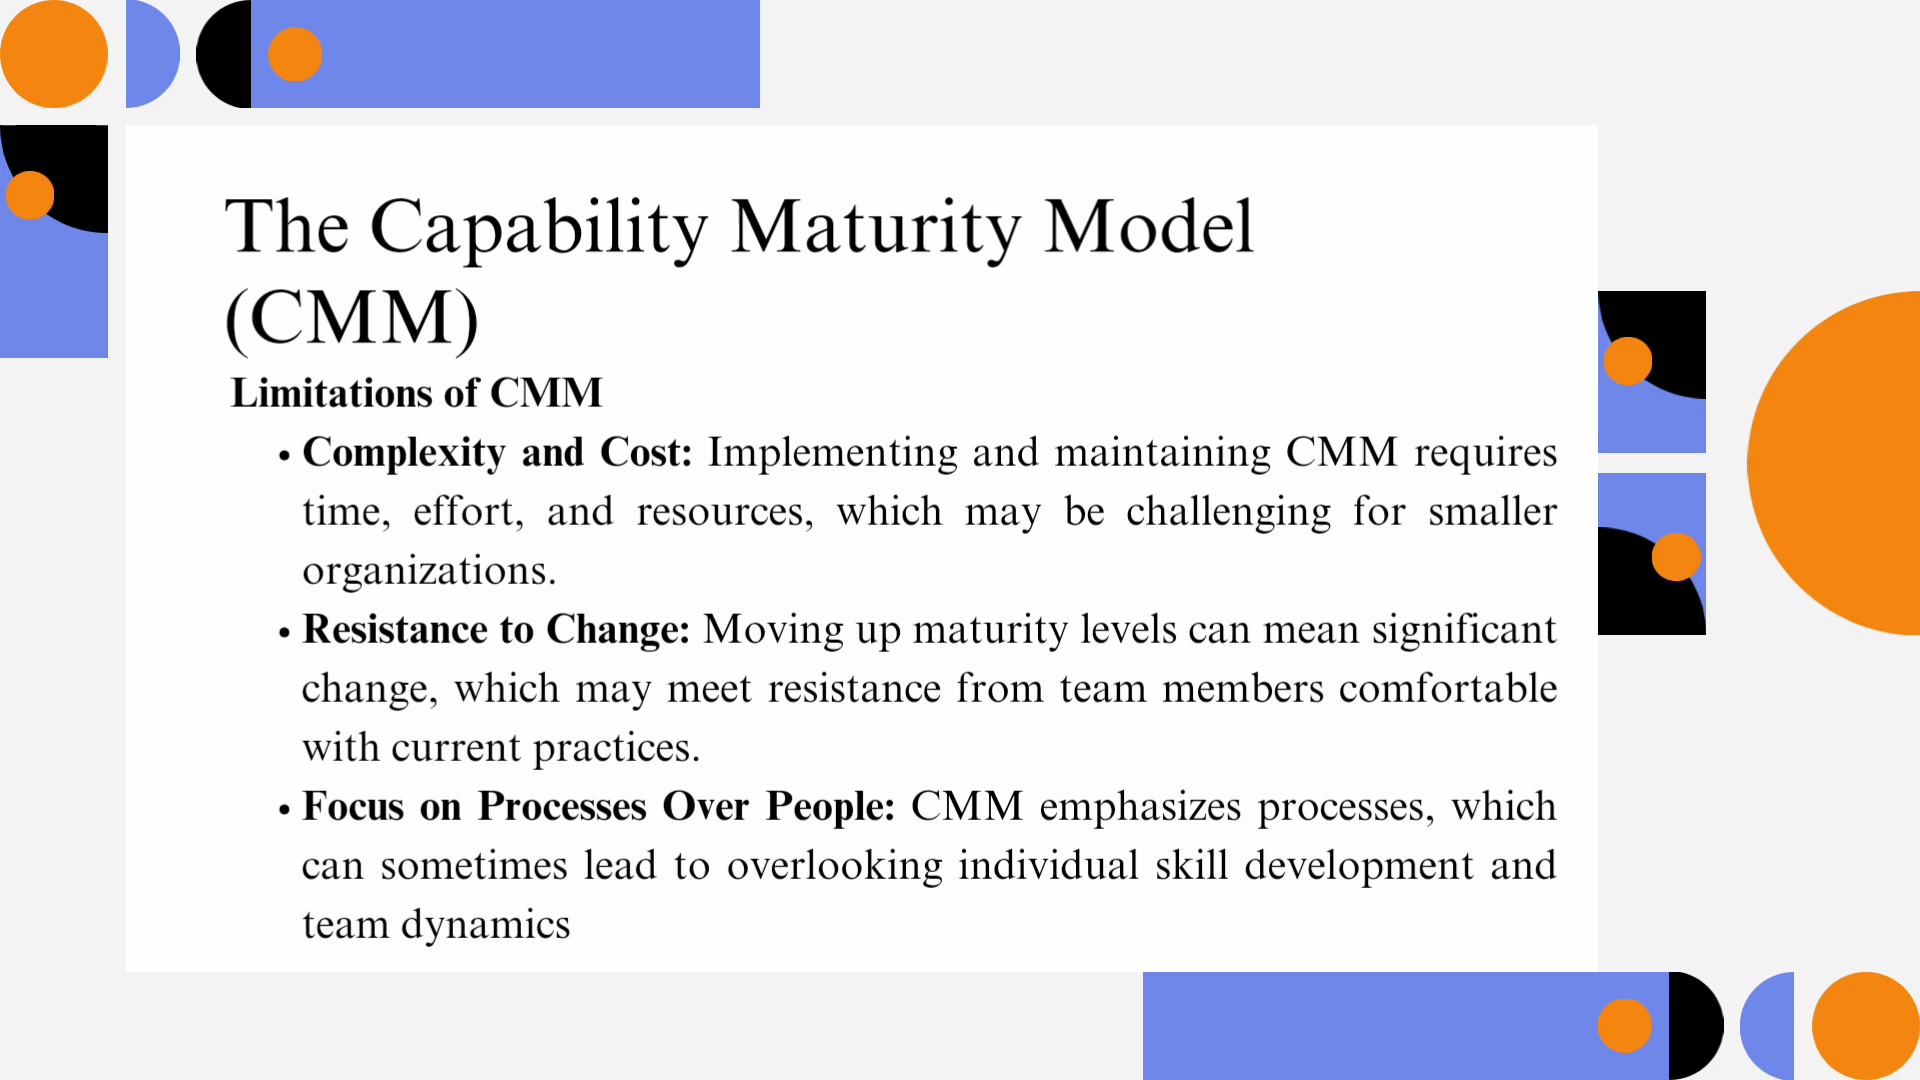 The Capability Maturity Model
(CMM)
Limitations of CMM
• Complexity and Cost: Implementing and maintaining CMM requires
time, effort, and resources, which may be challenging for smaller
organizations.
• Resistance to Change: Moving up maturity levels can mean significant
change, which may meet resistance from team members comfortable
with current practices.
• Focus on Processes Over People: CMM emphasizes processes, which
can sometimes lead to overlooking individual skill development and
team dynamics